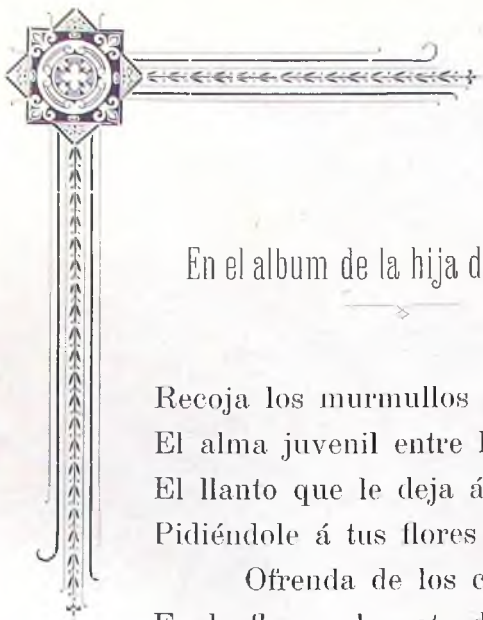 En el album de la hija d
Recoja los murmullos
El alma juvenil entre
El llanto que le deja á
Pidiéndole á tus flores
Ofrenda de los c